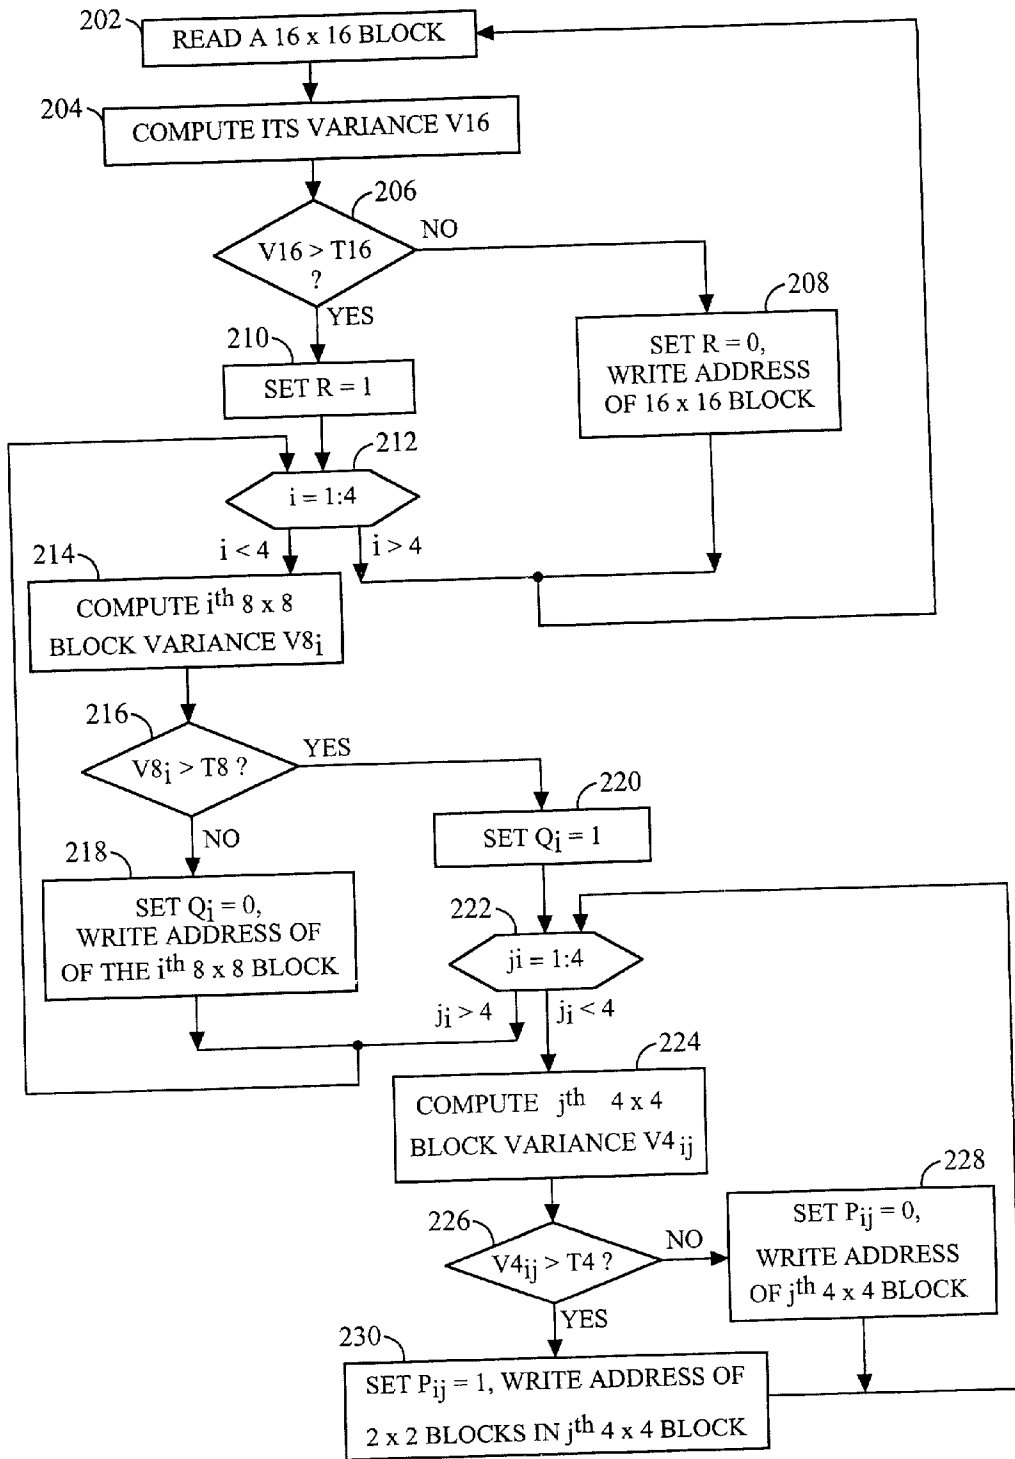 202
READ A 16 x 16 BLOCK
204
COMPUTE ITS VARIANCE V16
206
V16 > T16
?
NO
YES
208
SET R = 0,
WRITE ADDRESS
OF 16 x 16 BLOCK
210
SET R = 1
212
i = 1:4
i < 4
i > 4
214
COMPUTE ith 8 x 8
BLOCK VARIANCE V8i
216
V8i > T8 ?
YES
NO
218
SET Qi = 0,
WRITE ADDRESS OF
OF THE ith 8 x 8 BLOCK
220
SET Qi = 1
222
ji = 1:4
ji > 4
ji < 4
224
COMPUTE jth 4 x 4
BLOCK VARIANCE V4ij
226
V4ij > T4 ?
NO
YES
228
SET Pij = 0,
WRITE ADDRESS
OF jth 4 x 4 BLOCK
230
SET Pij = 1, WRITE ADDRESS OF
2 x 2 BLOCKS IN jth 4 x 4 BLOCK